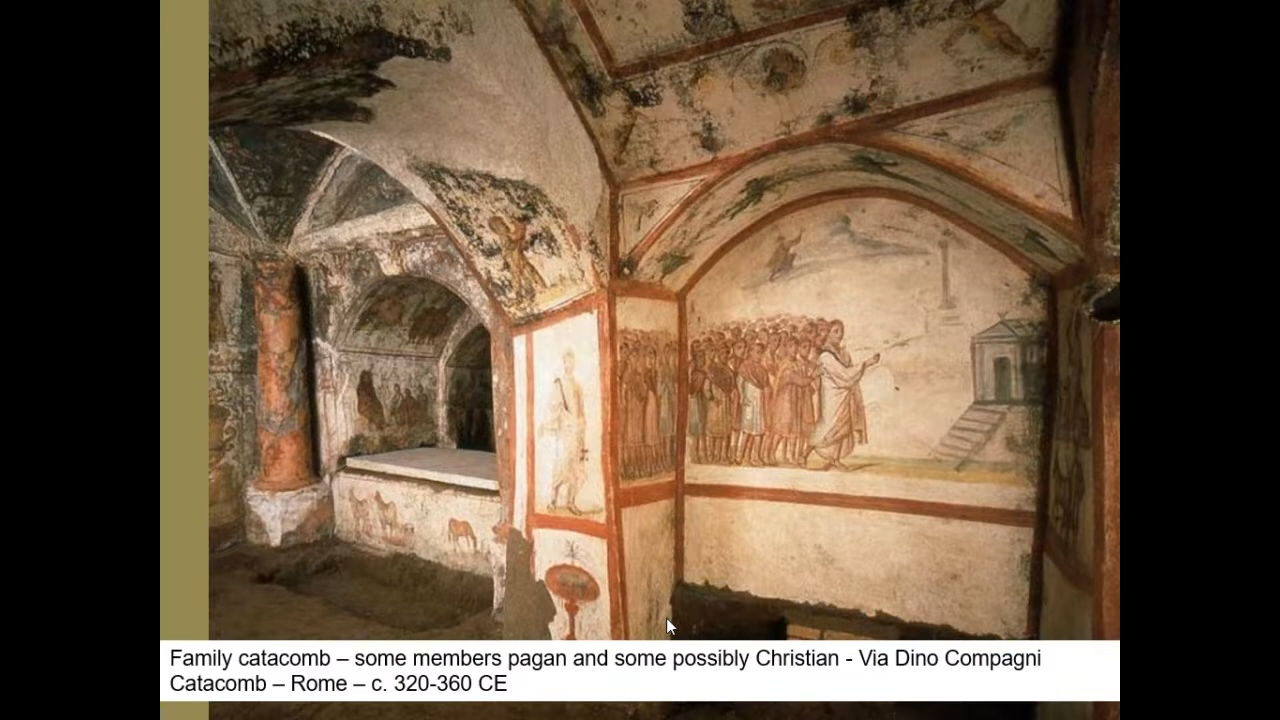 Family catacomb – some members pagan and some possibly Christian - Via Dino Compagni
Catacomb – Rome – c. 320-360 CE